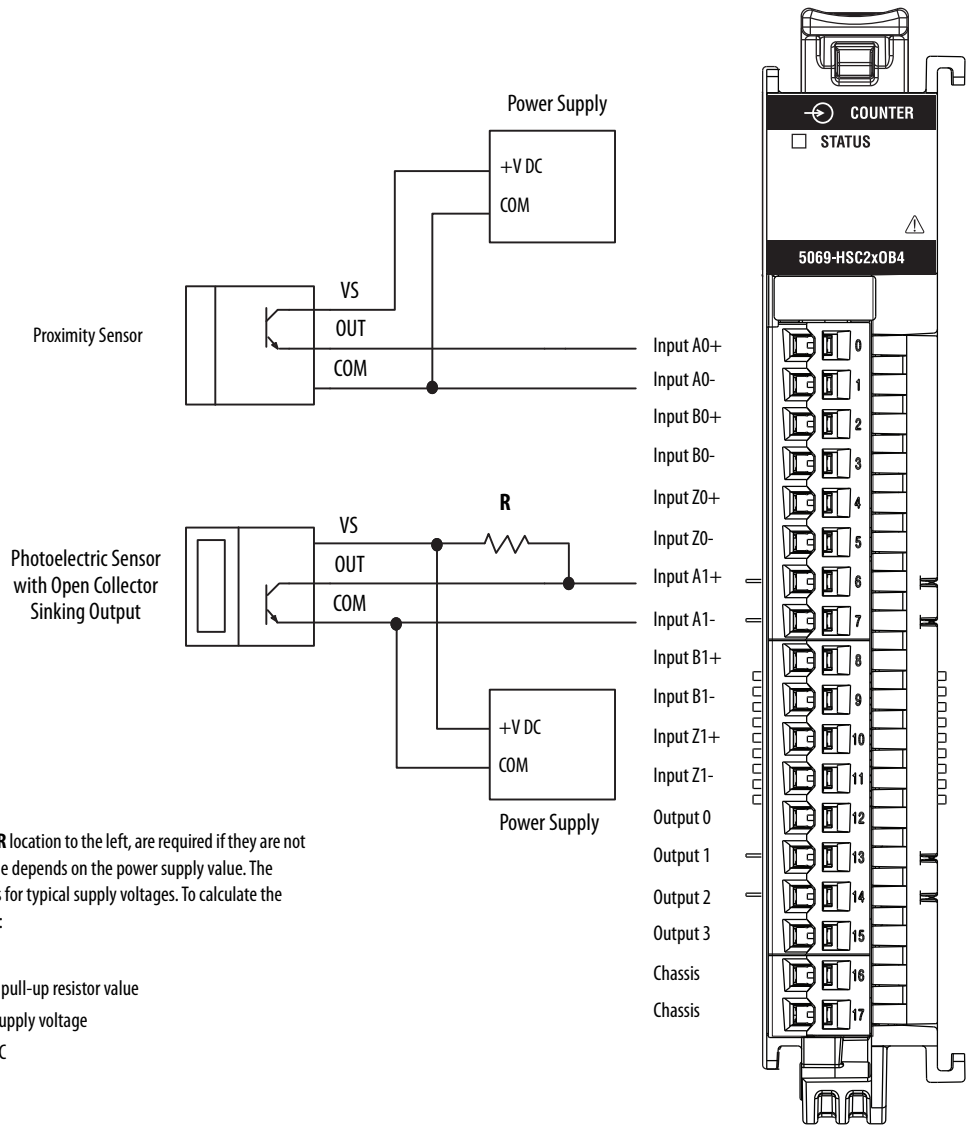 Power Supply
+V DC
COM
Proximity Sensor
VS
OUT
COM
Photoelectric Sensor
with Open Collector
Sinking Output
VS
OUT
COM
R
+V DC
COM
Power Supply
R location to the left, are required if they are not
depends on the power supply value. The
for typical supply voltages. To calculate the
:
pull-up resistor value
upply voltage
C
Input A0+
Input A0-
Input B0+
Input B0-
Input Z0+
Input Z0-
Input A1+
Input A1-
Input B1+
Input B1-
Input Z1+
Input Z1-
Output 0
Output 1
Output 2
Output 3
Chassis
Chassis
COUNTER
STATUS
5069-HSC2xOB4
0
1
2
3
4
5
6
7
8
9
10
11
12
13
14
15
16
17